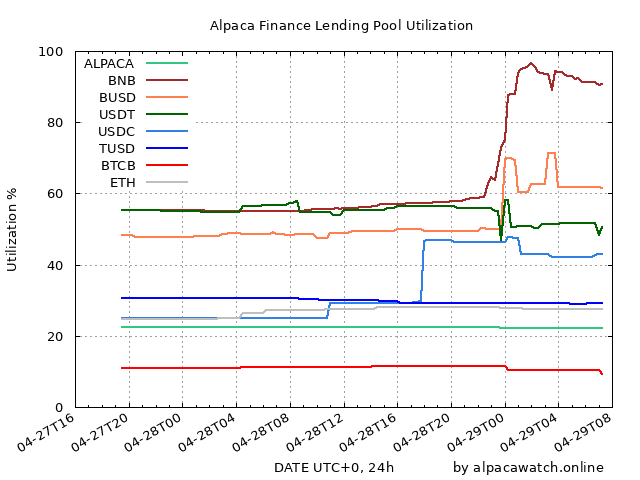 Alpaca Finance Lending Pool Utilization
100
80
60
40
20
0
Utilization %
ALPACA
BNB
BUSD
USDT
USDC
TUSD
BTCB
ETH
04-27T16
04-27T20
04-28T00
04-28T04
04-28T08
04-28T12
04-28T16
04-28T20
04-29T00
04-29T04
04-29T08
DATE UTC+0, 24h
by alpacawatch.online